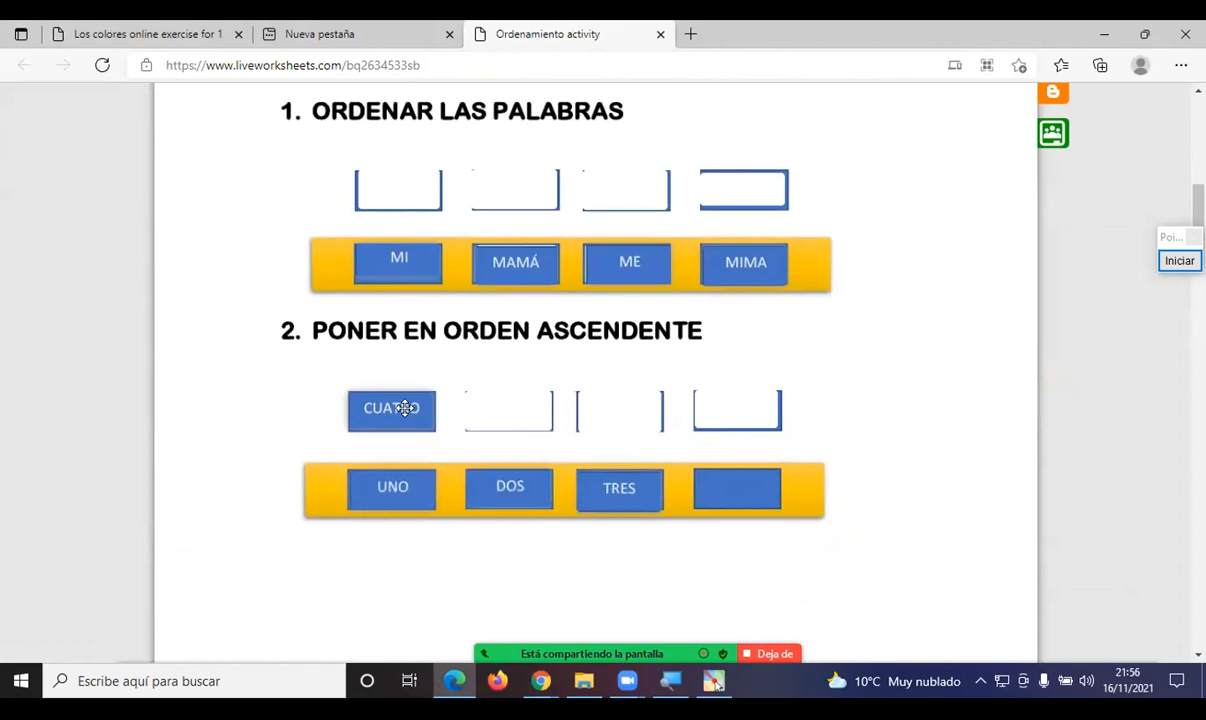 Los colores online exercise for 1
Nueva pestaña
Ordenamiento activity
https://www.liveworksheets.com/bq2634533sb
1. ORDENAR LAS PALABRAS
MI MAMÁ ME MIMA
Poi...
Iniciar
2. PONER EN ORDEN ASCENDENTE
CUATRO
UNO DOS TRES
Está compartiendo la pantalla
Deja de
Escribe aquí para buscar
10°C Muy nublado
21:56
16/11/2021